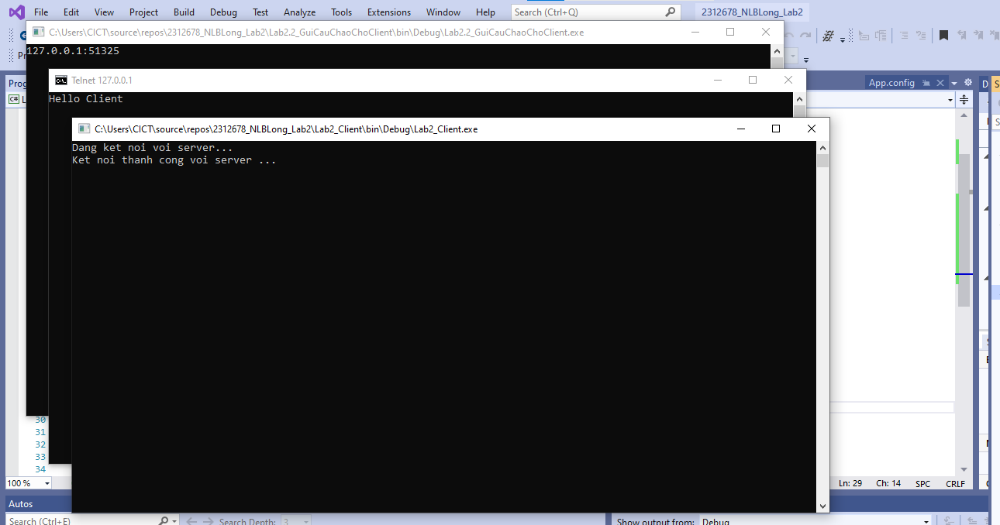 File Edit View Project Build Debug Test Analyze Tools Extensions Window Help Search (Ctrl+Q) 2312678_NLBLong_Lab2
C:\Users\CICT\source\repos\2312678_NLBLong_Lab2\Lab2.2_GuiCauChaoChoClient\bin\Debug\Lab2.2_GuiCauChaoChoClient.exe
127.0.0.1:51325
Telnet 127.0.0.1
App.config
Hello Client
C:\Users\CICT\source\repos\2312678_NLBLong_Lab2\Lab2_Client\bin\Debug\Lab2_Client.exe
Dang ket noi voi server...
Ket noi thanh cong voi server ...
30
31
32
33
34
100 % Ln: 29 Ch: 14 SPC CRLF
Autos
Search (Ctrl+E) Search Depth: 3 Show output from: Debug